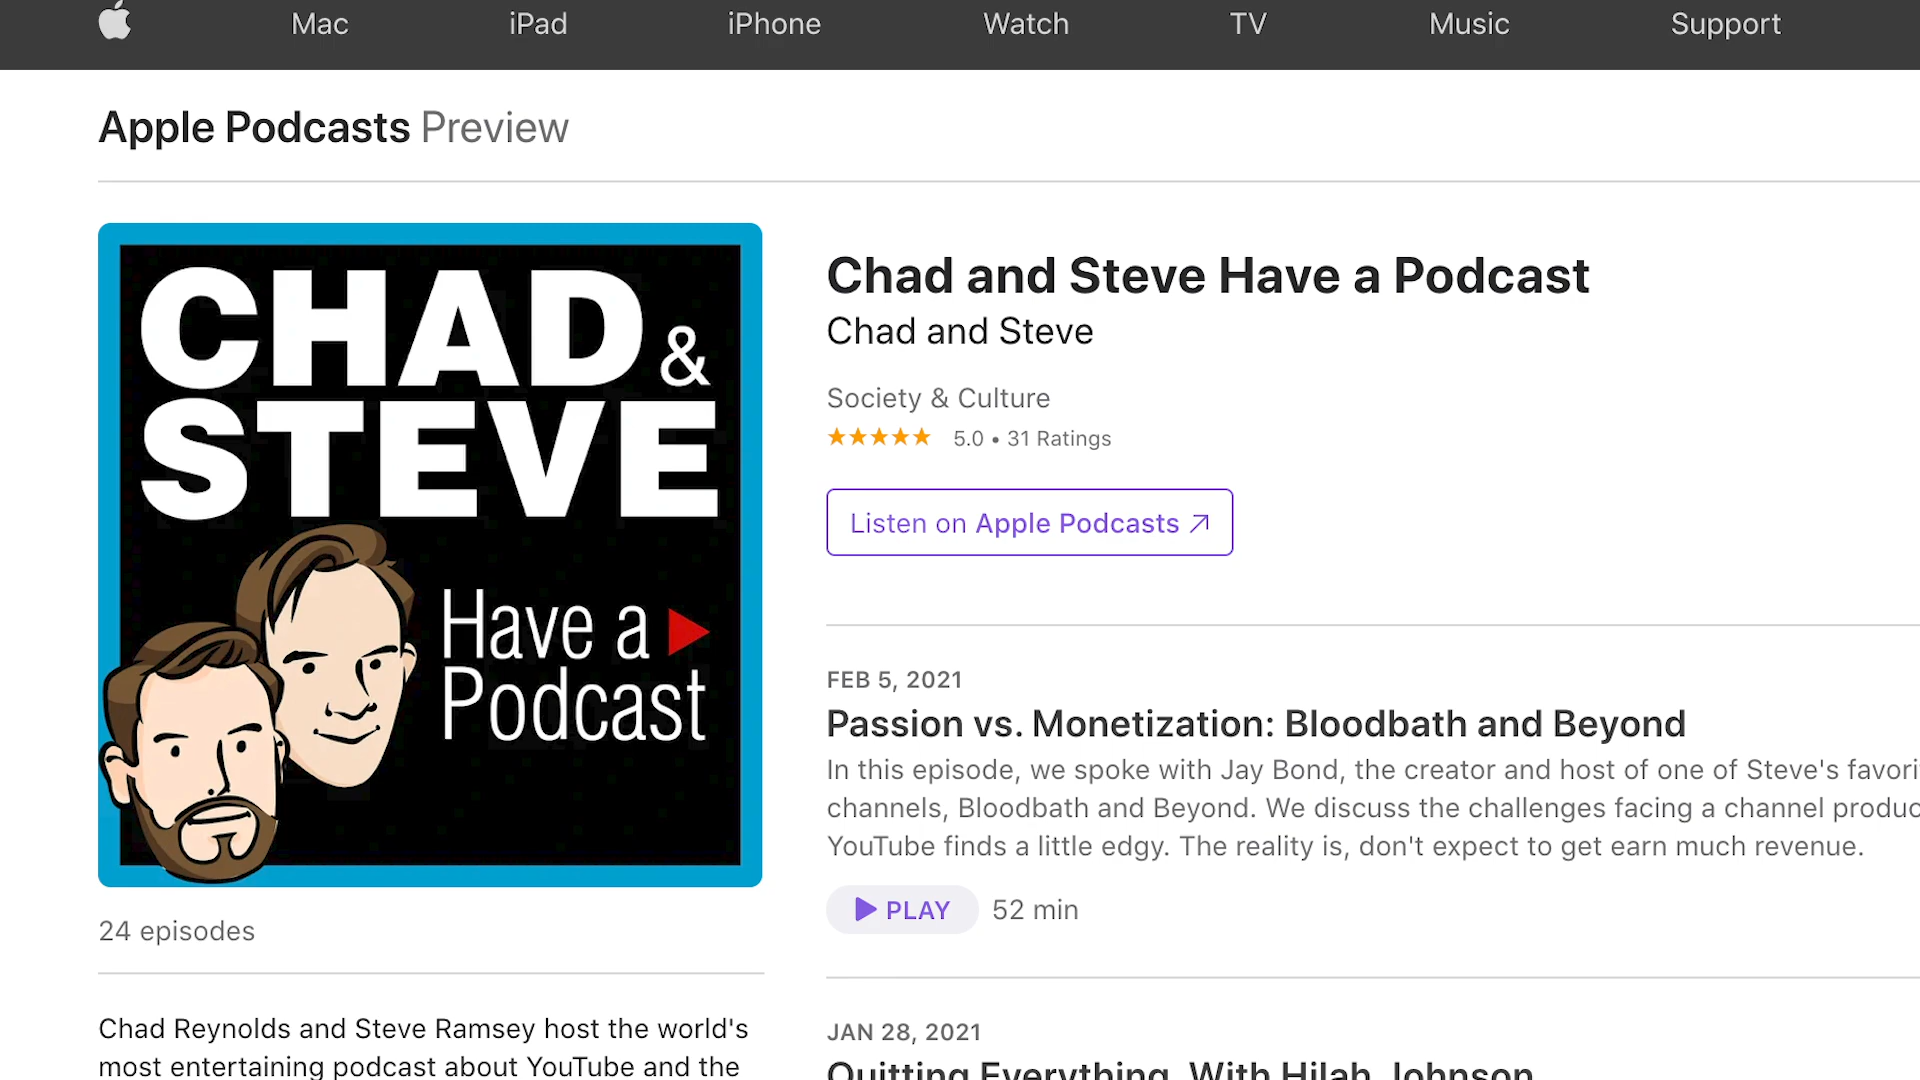 Mac iPad iPhone Watch TV Music Support
Apple Podcasts Preview
CHAD &
STEVE
Have a
Podcast
24 episodes
Chad Reynolds and Steve Ramsey host the world's
most entertaining podcast about YouTube and the
Chad and Steve Have a Podcast
Chad and Steve
Society & Culture
★★★★★ 5.0 • 31 Ratings
Listen on Apple Podcasts ↗
FEB 5, 2021
Passion vs. Monetization: Bloodbath and Beyond
In this episode, we spoke with Jay Bond, the creator and host of one of Steve's favori
channels, Bloodbath and Beyond. We discuss the challenges facing a channel produc
YouTube finds a little edgy. The reality is, don't expect to get earn much revenue.
PLAY 52 min
JAN 28, 2021
Quitting Everything, With Hilah Johnson